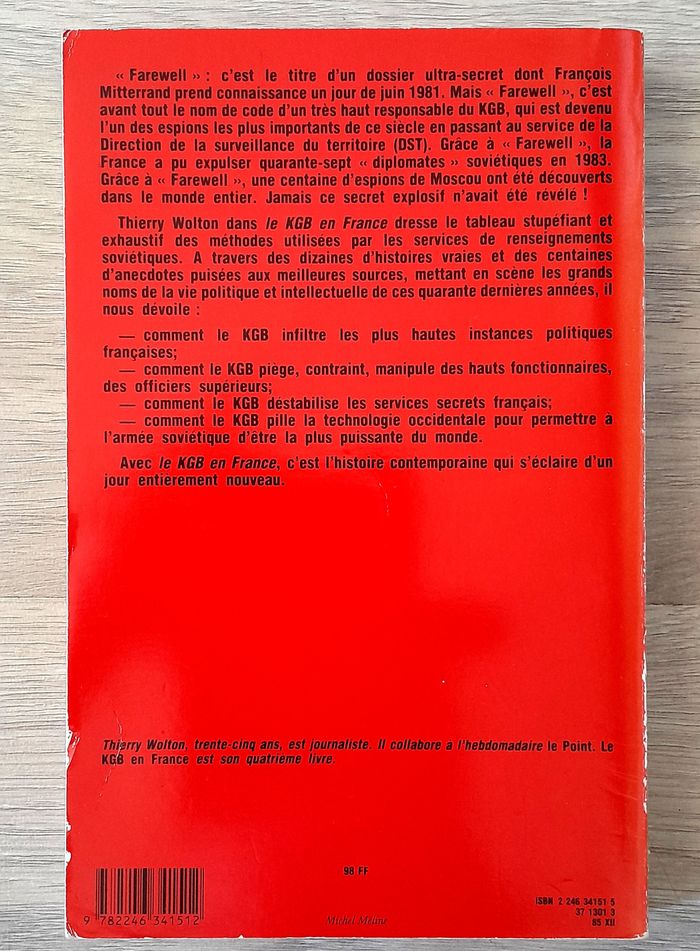 « Farewell » : c'est le titre d'un dossier ultra-secret dont François
Mitterrand prend connaissance un jour de juin 1981. Mais « Farewell », c'est
avant tout le nom de code d'un très haut responsable du KGB, qui est devenu
l'un des espions les plus importants de ce siècle en passant au service de la
Direction de la surveillance du territoire (DST). Grâce à « Farewell », la
France a pu expulser quarante-sept « diplomates » soviétiques en 1983.
Grâce à « Farewell », une centaine d'espions de Moscou ont été découverts
dans le monde entier. Jamais ce secret explosif n'avait été révélé !
Thierry Wolton dans le KGB en France dresse le tableau stupéfiant et
exhaustif des méthodes utilisées par les services de renseignements
soviétiques. A travers des dizaines d'histoires vraies et des centaines
d'anecdotes puisées aux meilleures sources, mettant en scène les grands
noms de la vie politique et intellectuelle de ces quarante dernières années, il
nous dévoile :
— comment le KGB infiltre les plus hautes instances politiques
françaises;
— comment le KGB piège, contraint, manipule des hauts fonctionnaires,
des officiers supérieurs;
— comment le KGB déstabilise les services secrets français;
— comment le KGB pille la technologie occidentale pour permettre à
l'armée soviétique d'être la plus puissante du monde.
Avec le KGB en France, c'est l'histoire contemporaine qui s'éclaire d'un
jour entièrement nouveau.
Thierry Wolton, trente-cinq ans, est journaliste. Il collabore à l'hebdomadaire le Point. Le
KGB en France est son quatrième livre.
98 FF
ISBN 2 246 34151 5
37 1301 3
85 XII
9 782246 341512
Michel Méline